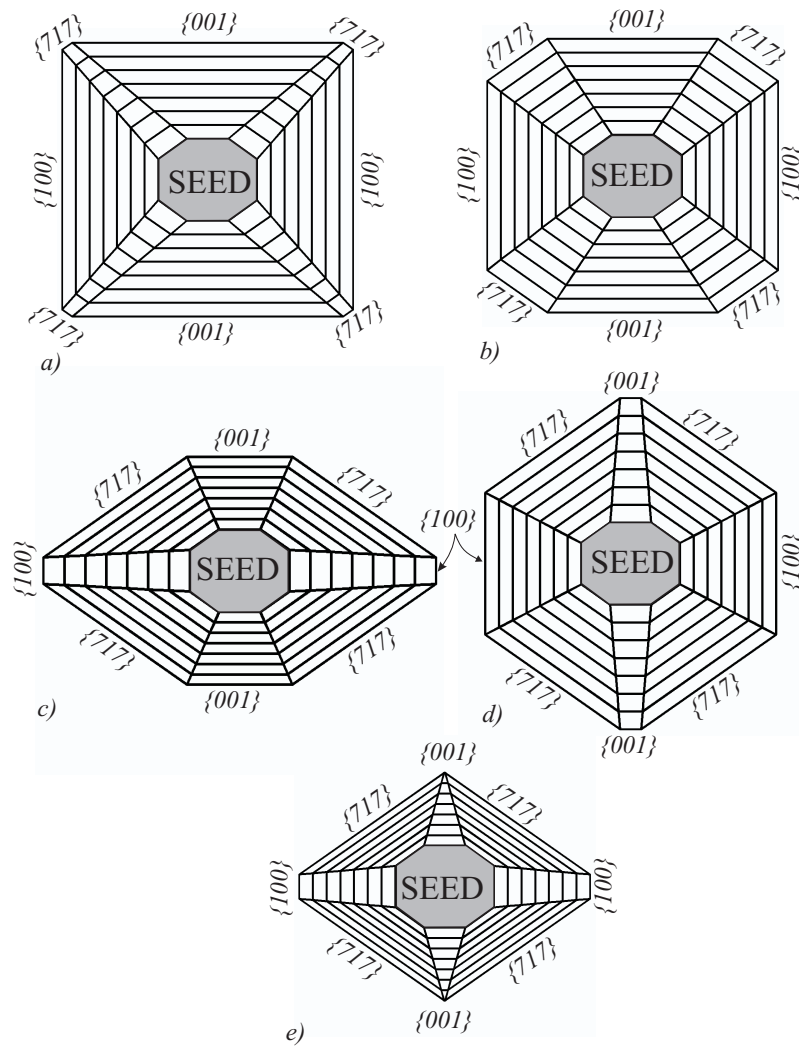 {717} {001} {717}
{100} SEED {100}
{717} {001} {717}
a)
{717} {001} {717}
{100} SEED {001}
{717} {001} {717}
b)
{001}
{717} {717}
{100} SEED
{717} {717}
{001}
c)
{100}
{001}
{717} {717}
SEED {100}
{717} {717}
{001}
d)
{001}
{717} {717}
{100} SEED {100}
{717} {717}
{001}
e)